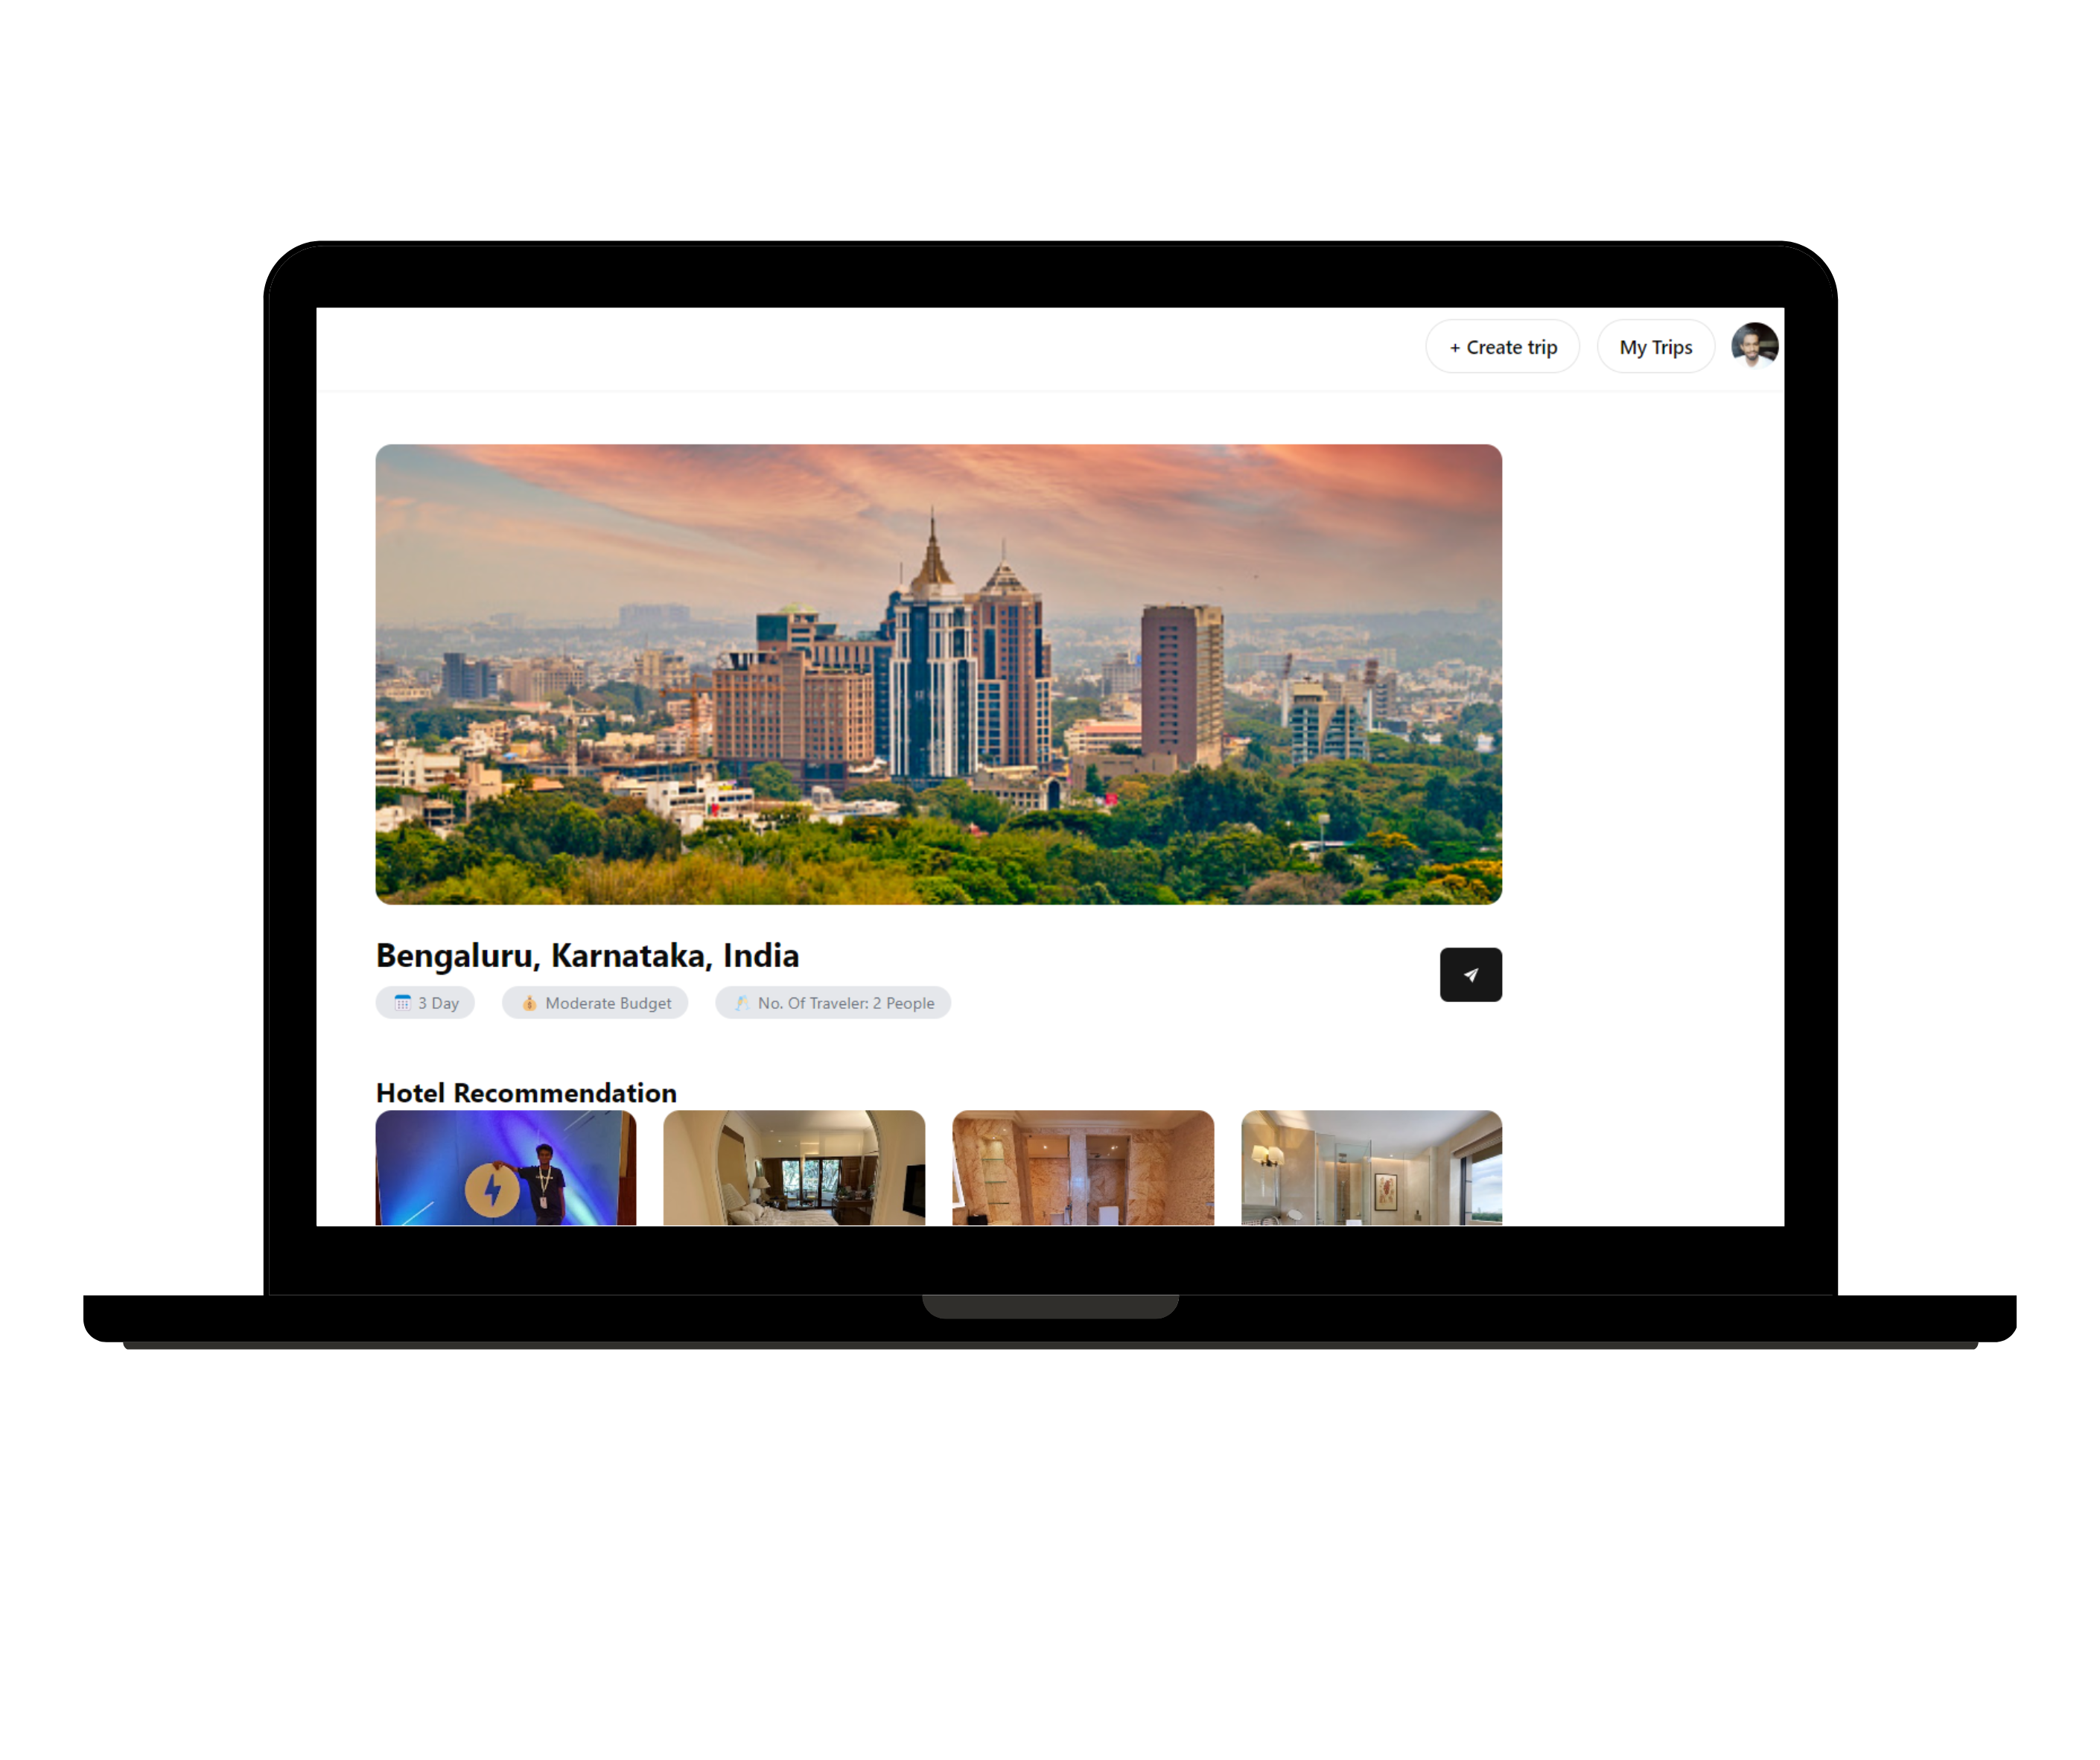 + Create trip
My Trips
Bengaluru, Karnataka, India
3 Day
Moderate Budget
No. Of Traveler: 2 People
Hotel Recommendation